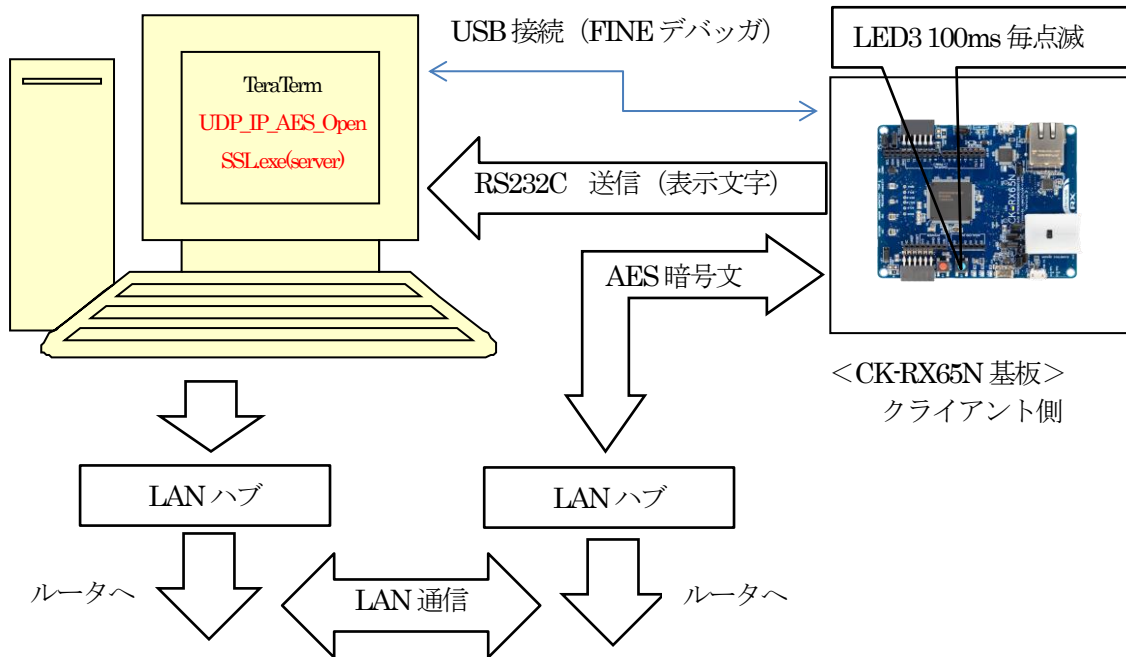 USB 接続（FINE デバッガ）
LED3 100ms 毎点滅
TeraTerm
UDP_IP_AES_Open
SSL.exe(server)
RS232C　送信（表示文字）
CK-RX65N
RX
AES 暗号文
＜CK-RX65N 基板＞
クライアント側
LAN ハブ
LAN ハブ
ルータへ
LAN 通信
ルータへ